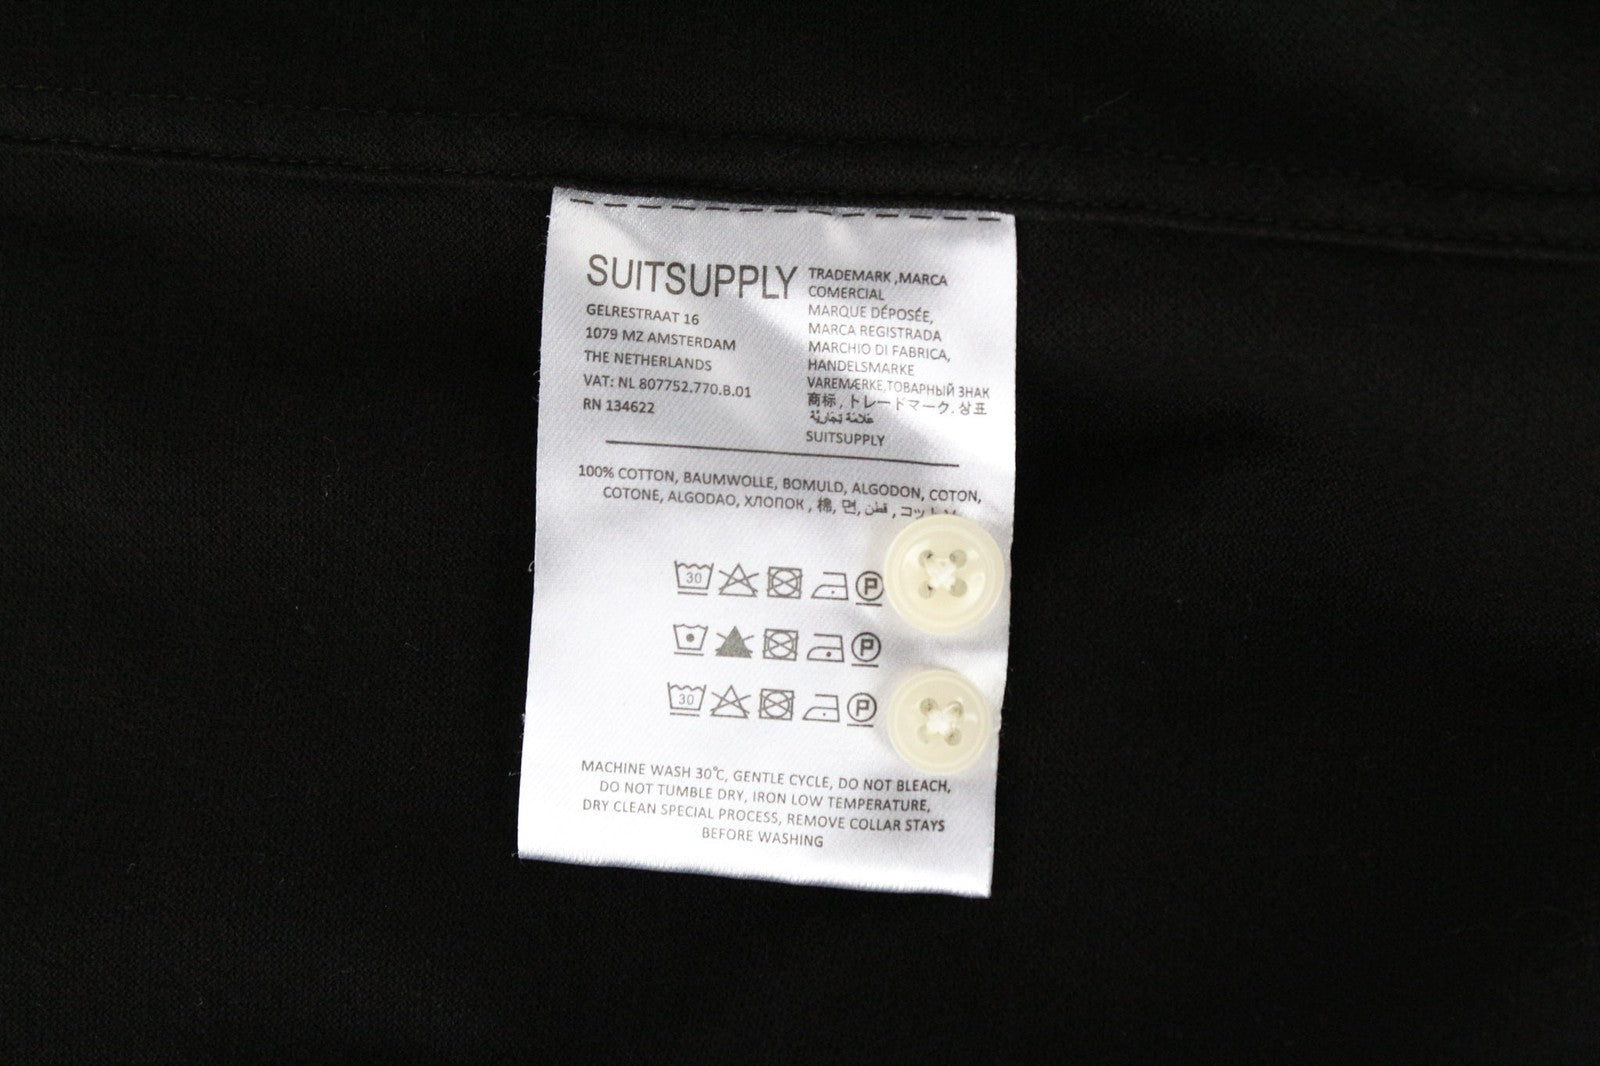 SUITSUPPLY
GELRESTRAAT 16
1079 MZ AMSTERDAM
THE NETHERLANDS
VAT: NL 807752.770.B.01
RN 134622
TRADEMARK ,MARCA
COMERCIAL
MARQUE DÉPOSÉE,
MARCA REGISTRADA
MARCHIO DI FABRICA,
HANDELSMARKE
VAREMÆRKE,ТОВАРНЫЙ ЗНАК
商标 , トレードマーク, 상표
علامة تجارية
SUITSUPPLY
100% COTTON, BAUMWOLLE, BOMULD, ALGODON, COTON,
COTONE, ALGODAO, ХЛОПОК , 棉, 면, قطن ,
30 P
P
30 P
MACHINE WASH 30℃, GENTLE CYCLE, DO NOT BLEACH,
DO NOT TUMBLE DRY, IRON LOW TEMPERATURE,
DRY CLEAN SPECIAL PROCESS, REMOVE COLLAR STAYS
BEFORE WASHING